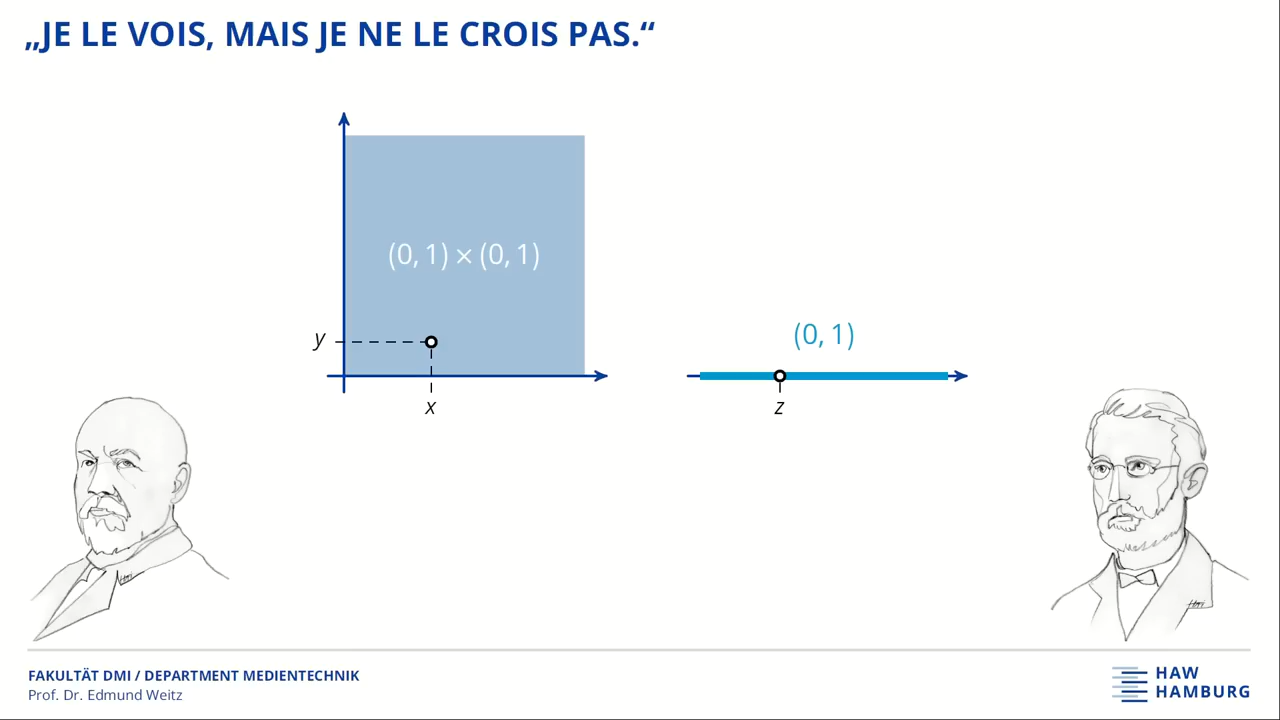 „JE LE VOIS, MAIS JE NE LE CROIS PAS.“
(0, 1) × (0, 1)
y
x
(0, 1)
z
FAKULTÄT DMI / DEPARTMENT MEDIENTECHNIK
Prof. Dr. Edmund Weitz
HAW
HAMBURG